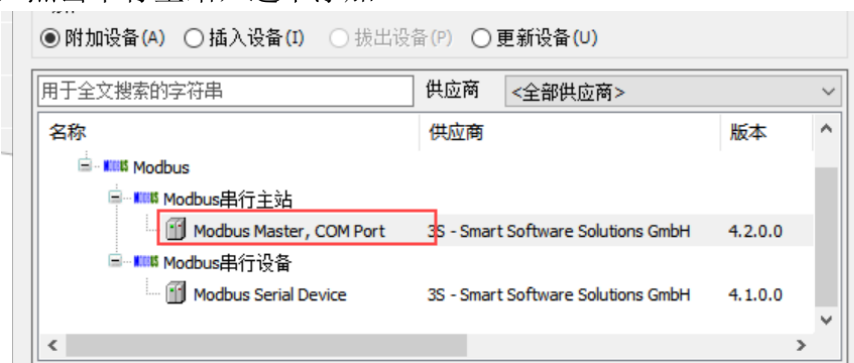 附加设备(A) 插入设备(I) 拔出设备(P) 更新设备(U)
用于全文搜索的字符串 供应商 <全部供应商>
名称 供应商 版本
Modbus
Modbus串行主站
Modbus Master, COM Port 3S - Smart Software Solutions GmbH 4.2.0.0
Modbus串行设备
Modbus Serial Device 3S - Smart Software Solutions GmbH 4.1.0.0